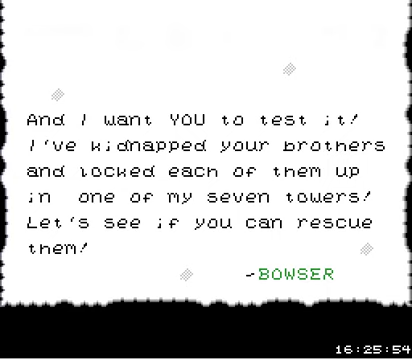 And I want YOU to test it!
I've kidnapped your brothers
and locked each of them up
in  one of my seven towers!
Let's see if you can rescue
them!
-BOWSER
16:25:54